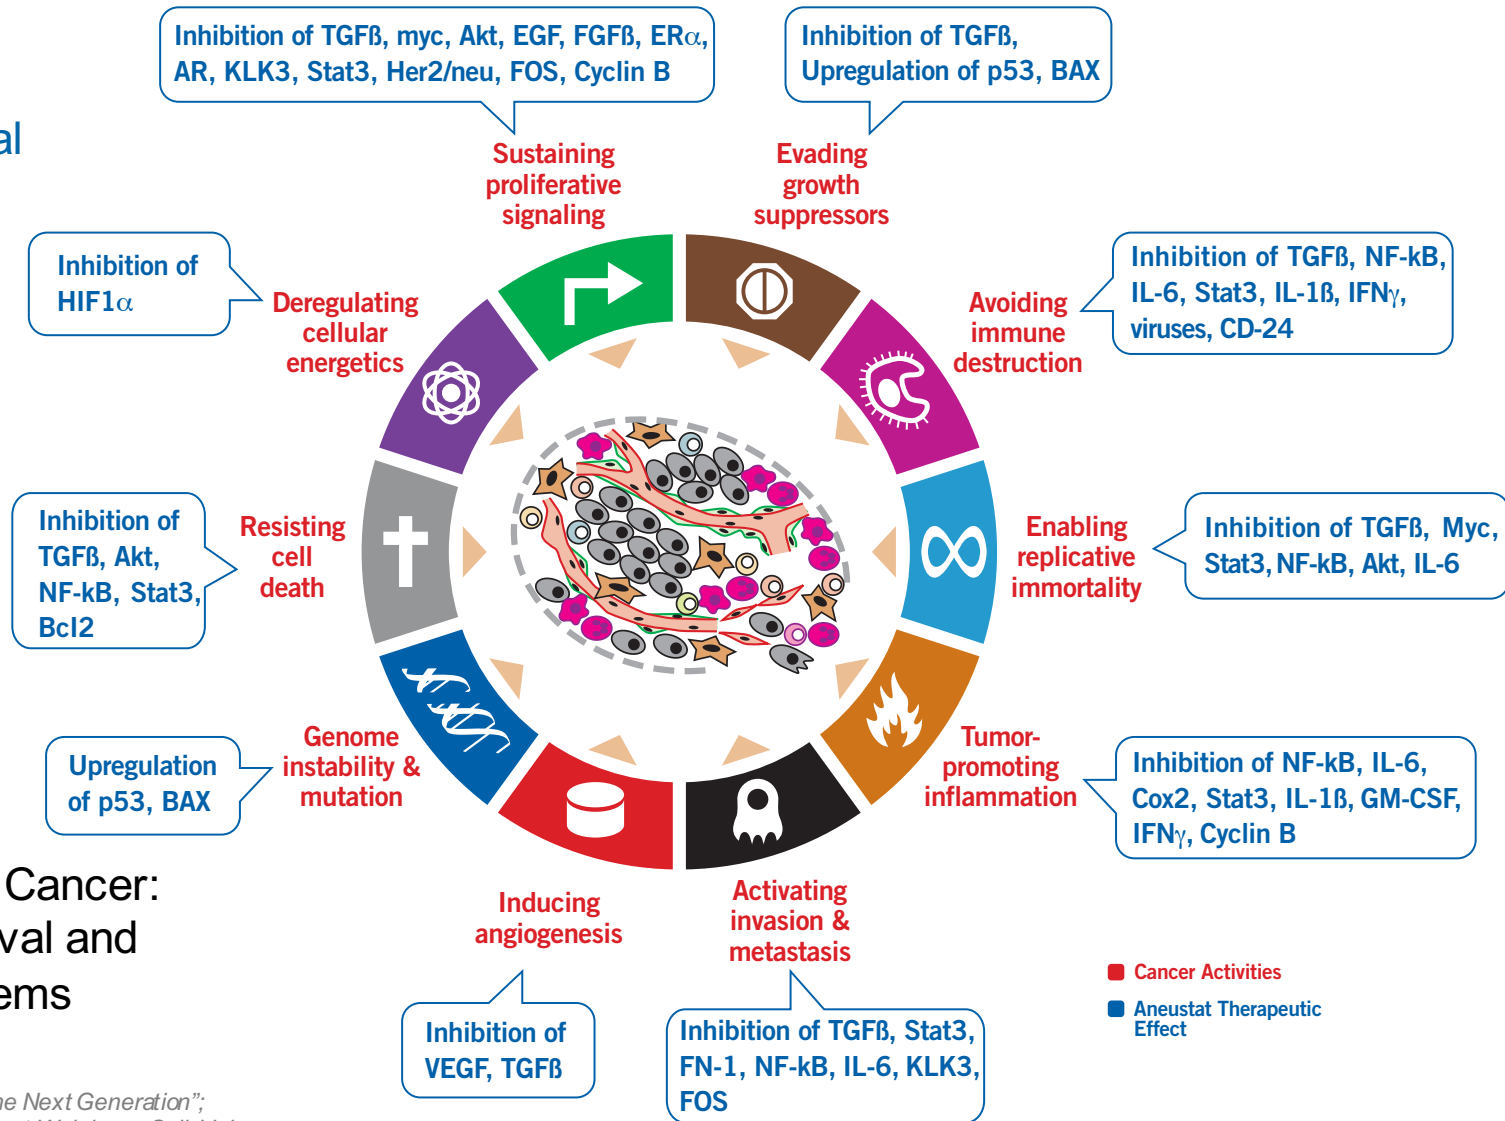 Inhibition of TGFß, myc, Akt, EGF, FGFß, ERα,
AR, KLK3, Stat3, Her2/neu, FOS, Cyclin B
Inhibition of TGFß,
Upregulation of p53, BAX
al
Sustaining
proliferative
signaling
Evading
growth
suppressors
Inhibition of
HIF1α
Deregulating
cellular
energetics
Avoiding
immune
destruction
Inhibition of TGFß, NF-kB,
IL-6, Stat3, IL-1ß, IFNγ,
viruses, CD-24
Inhibition of
TGFß, Akt,
NF-kB, Stat3,
Bcl2
Resisting
cell
death
Enabling
replicative
immortality
Inhibition of TGFß, Myc,
Stat3, NF-kB, Akt, IL-6
Upregulation
of p53, BAX
Genome
instability &
mutation
Tumor-
promoting
inflammation
Inhibition of NF-kB, IL-6,
Cox2, Stat3, IL-1ß, GM-CSF,
IFNγ, Cyclin B
Cancer:
val and
ems
Inducing
angiogenesis
Activating
invasion &
metastasis
Inhibition of
VEGF, TGFß
Inhibition of TGFß, Stat3,
FN-1, NF-kB, IL-6, KLK3,
FOS
Cancer Activities
Aneustat Therapeutic
Effect
ne Next Generation”;